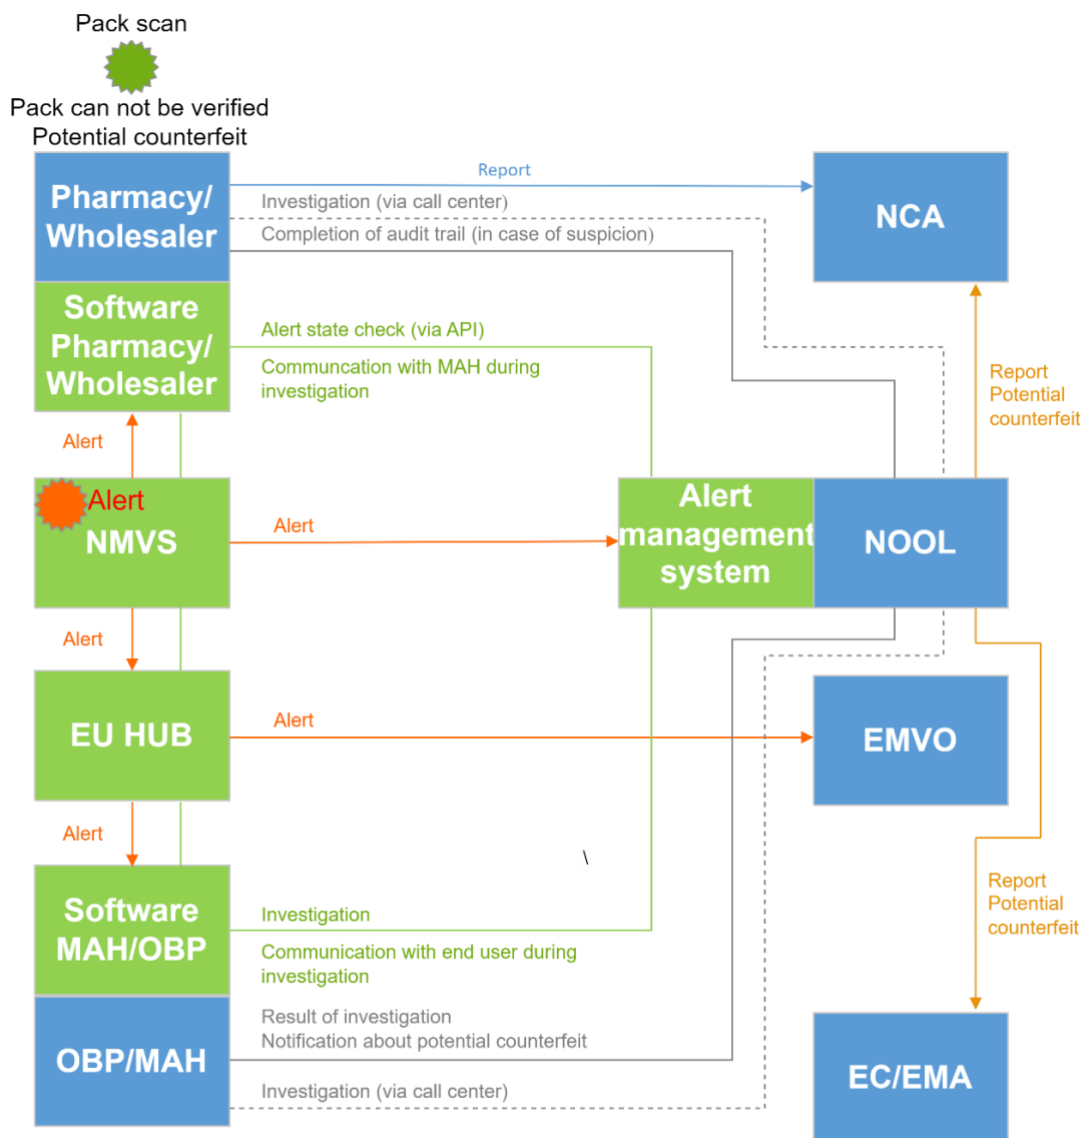 Pack scan
Pack can not be verified
Potential counterfeit
Pharmacy/
Wholesaler
Report
NCA
Investigation (via call center)
Completion of audit trail (in case of suspicion)
Software
Pharmacy/
Wholesaler
Alert state check (via API)
Communcation with MAH during
investigation
Report
Potential
counterfeit
Alert
Alert
NMVS
Alert
Alert
management
system
NOOL
Alert
EU HUB
Alert
EMVO
Alert
\
Software
MAH/OBP
Investigation
Communication with end user during
investigation
Report
Potential
counterfeit
OBP/MAH
Result of investigation
Notification about potential counterfeit
Investigation (via call center)
EC/EMA